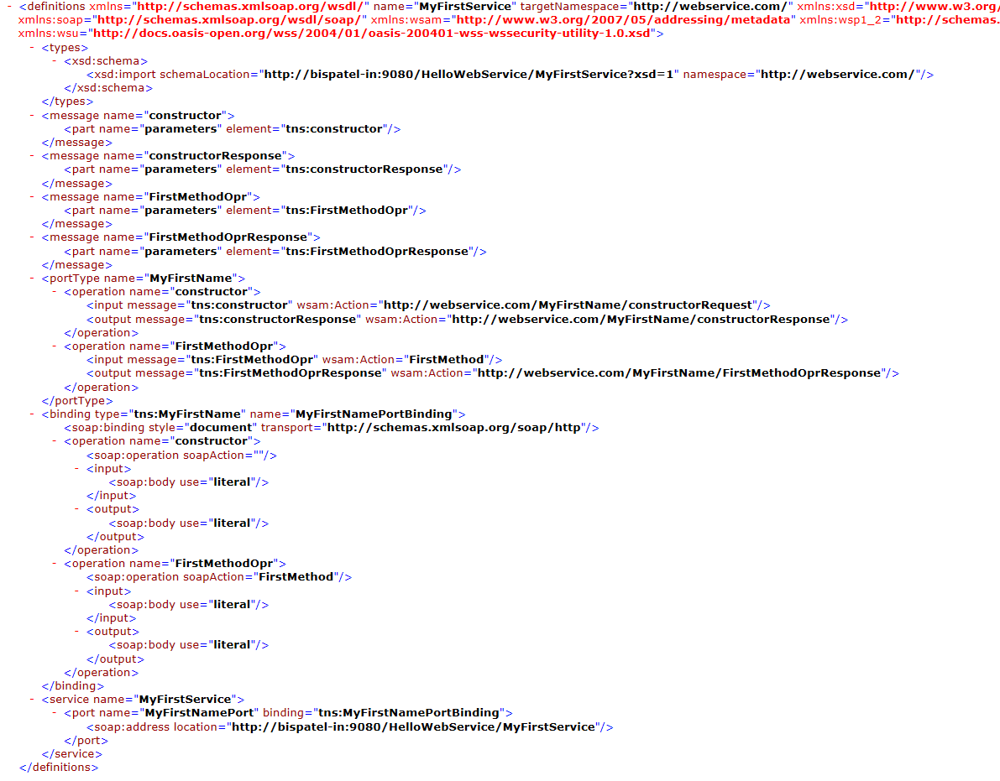 - <definitions xmlns="http://schemas.xmlsoap.org/wsdl/" name="MyFirstService" targetNamespace="http://webservice.com/" xmlns:xsd="http://www.w3.org/
xmlns:soap="http://schemas.xmlsoap.org/wsdl/soap/" xmlns:wsam="http://www.w3.org/2007/05/addressing/metadata" xmlns:wsp1_2="http://schemas.
xmlns:wsu="http://docs.oasis-open.org/wss/2004/01/oasis-200401-wss-wssecurity-utility-1.0.xsd">
- <types>
- <xsd:schema>
<xsd:import schemaLocation="http://bispatel-in:9080/HelloWebService/MyFirstService?xsd=1" namespace="http://webservice.com/"/>
</xsd:schema>
</types>
- <message name="constructor">
<part name="parameters" element="tns:constructor"/>
</message>
- <message name="constructorResponse">
<part name="parameters" element="tns:constructorResponse"/>
</message>
- <message name="FirstMethodOpr">
<part name="parameters" element="tns:FirstMethodOpr"/>
</message>
- <message name="FirstMethodOprResponse">
<part name="parameters" element="tns:FirstMethodOprResponse"/>
</message>
- <portType name="MyFirstName">
- <operation name="constructor">
<input message="tns:constructor" wsam:Action="http://webservice.com/MyFirstName/constructorRequest"/>
<output message="tns:constructorResponse" wsam:Action="http://webservice.com/MyFirstName/constructorResponse"/>
</operation>
- <operation name="FirstMethodOpr">
<input message="tns:FirstMethodOpr" wsam:Action="FirstMethod"/>
<output message="tns:FirstMethodOprResponse" wsam:Action="http://webservice.com/MyFirstName/FirstMethodOprResponse"/>
</operation>
</portType>
- <binding type="tns:MyFirstName" name="MyFirstNamePortBinding">
<soap:binding style="document" transport="http://schemas.xmlsoap.org/soap/http"/>
- <operation name="constructor">
<soap:operation soapAction=""/>
- <input>
<soap:body use="literal"/>
</input>
- <output>
<soap:body use="literal"/>
</output>
</operation>
- <operation name="FirstMethodOpr">
<soap:operation soapAction="FirstMethod"/>
- <input>
<soap:body use="literal"/>
</input>
- <output>
<soap:body use="literal"/>
</output>
</operation>
</binding>
- <service name="MyFirstService">
- <port name="MyFirstNamePort" binding="tns:MyFirstNamePortBinding">
<soap:address location="http://bispatel-in:9080/HelloWebService/MyFirstService"/>
</port>
</service>
</definitions>